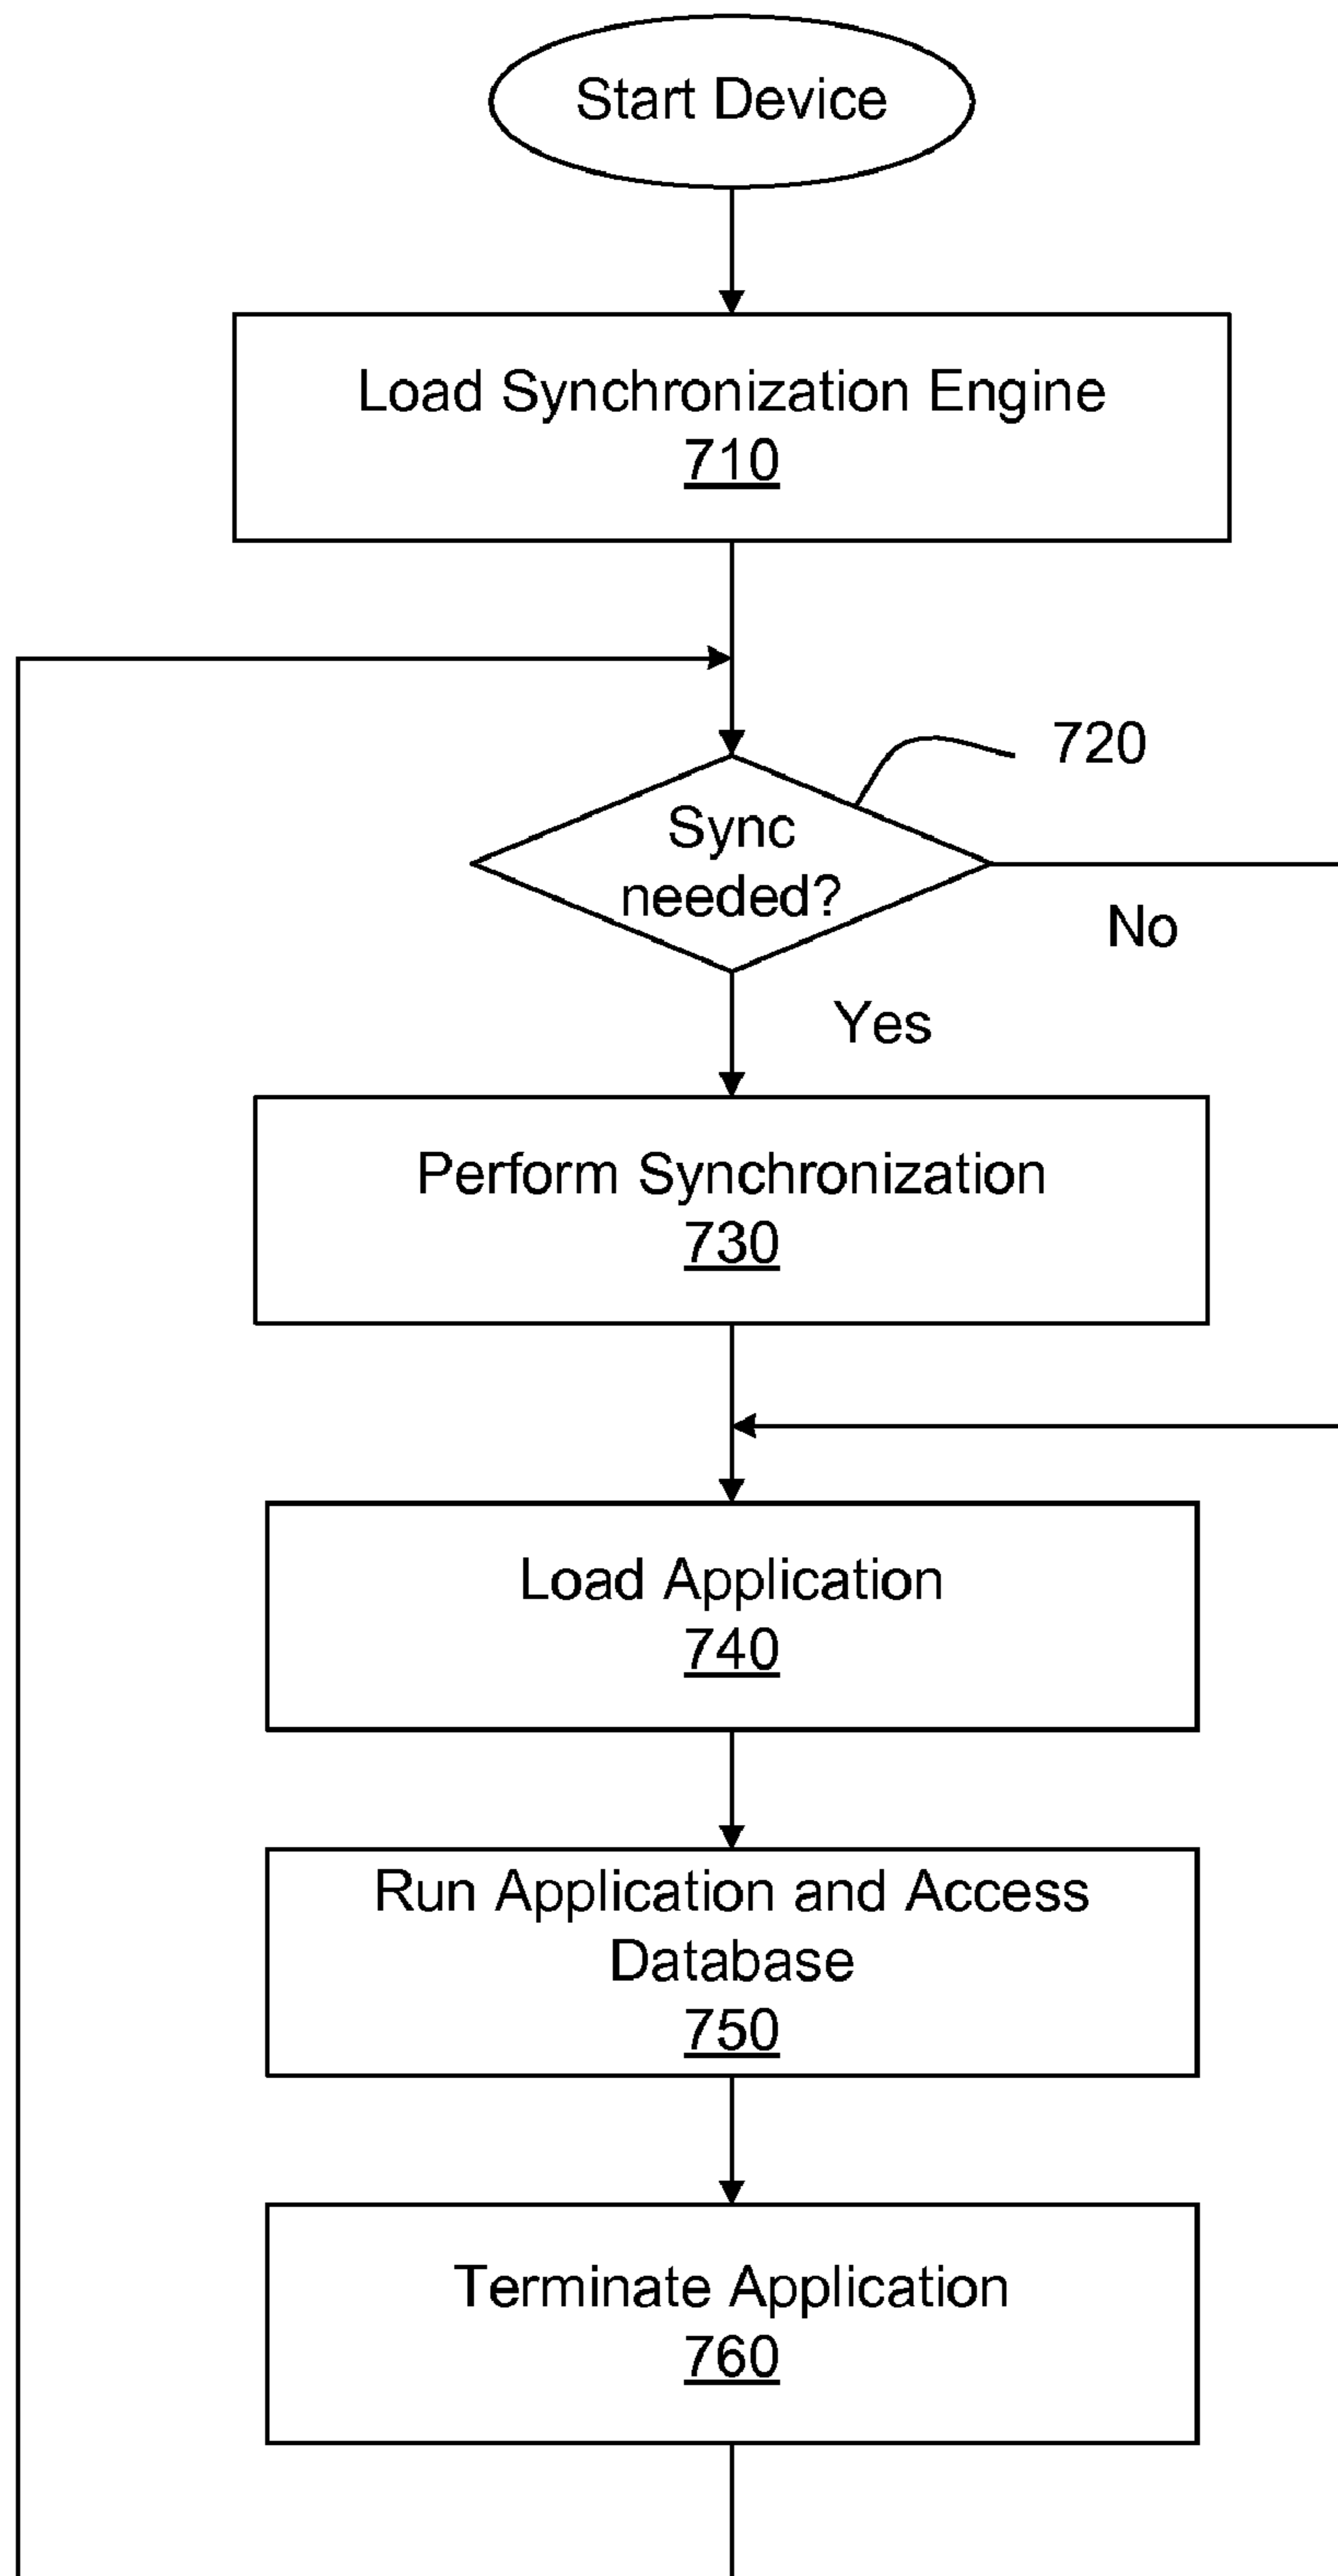 Start Device
Load Synchronization Engine
710
720
Sync
needed?
No
Yes
Perform Synchronization
730
Load Application
740
Run Application and Access
Database
750
Terminate Application
760